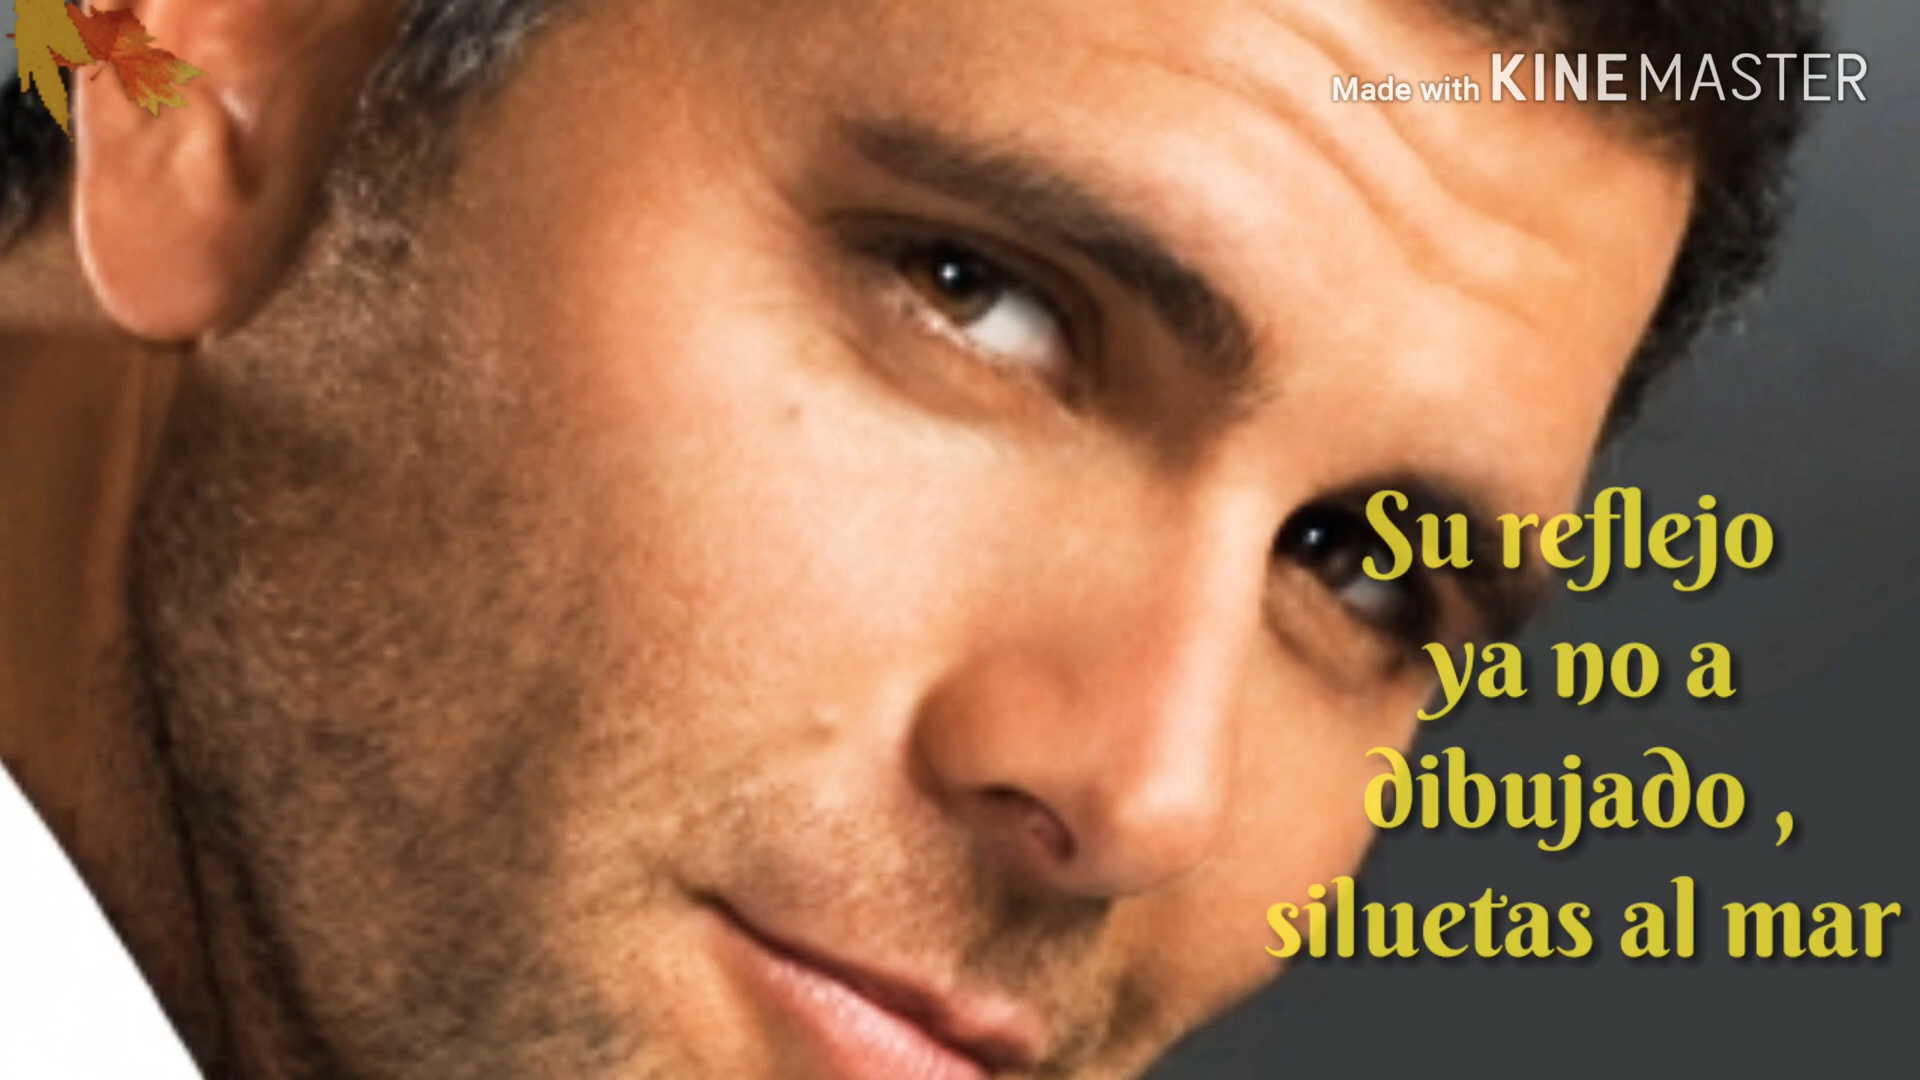 Made with KINEMASTER
Su reflejo
ya no a
dibujado ,
siluetas al mar